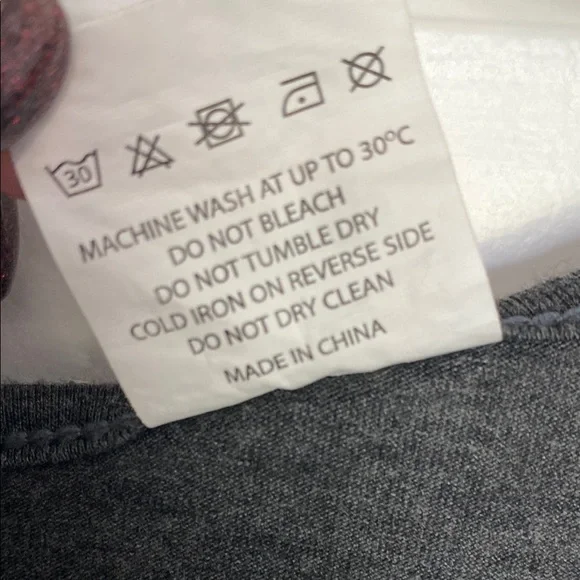 30
MACHINE WASH AT UP TO 30°C
DO NOT BLEACH
DO NOT TUMBLE DRY
COLD IRON ON REVERSE SIDE
DO NOT DRY CLEAN
MADE IN CHINA